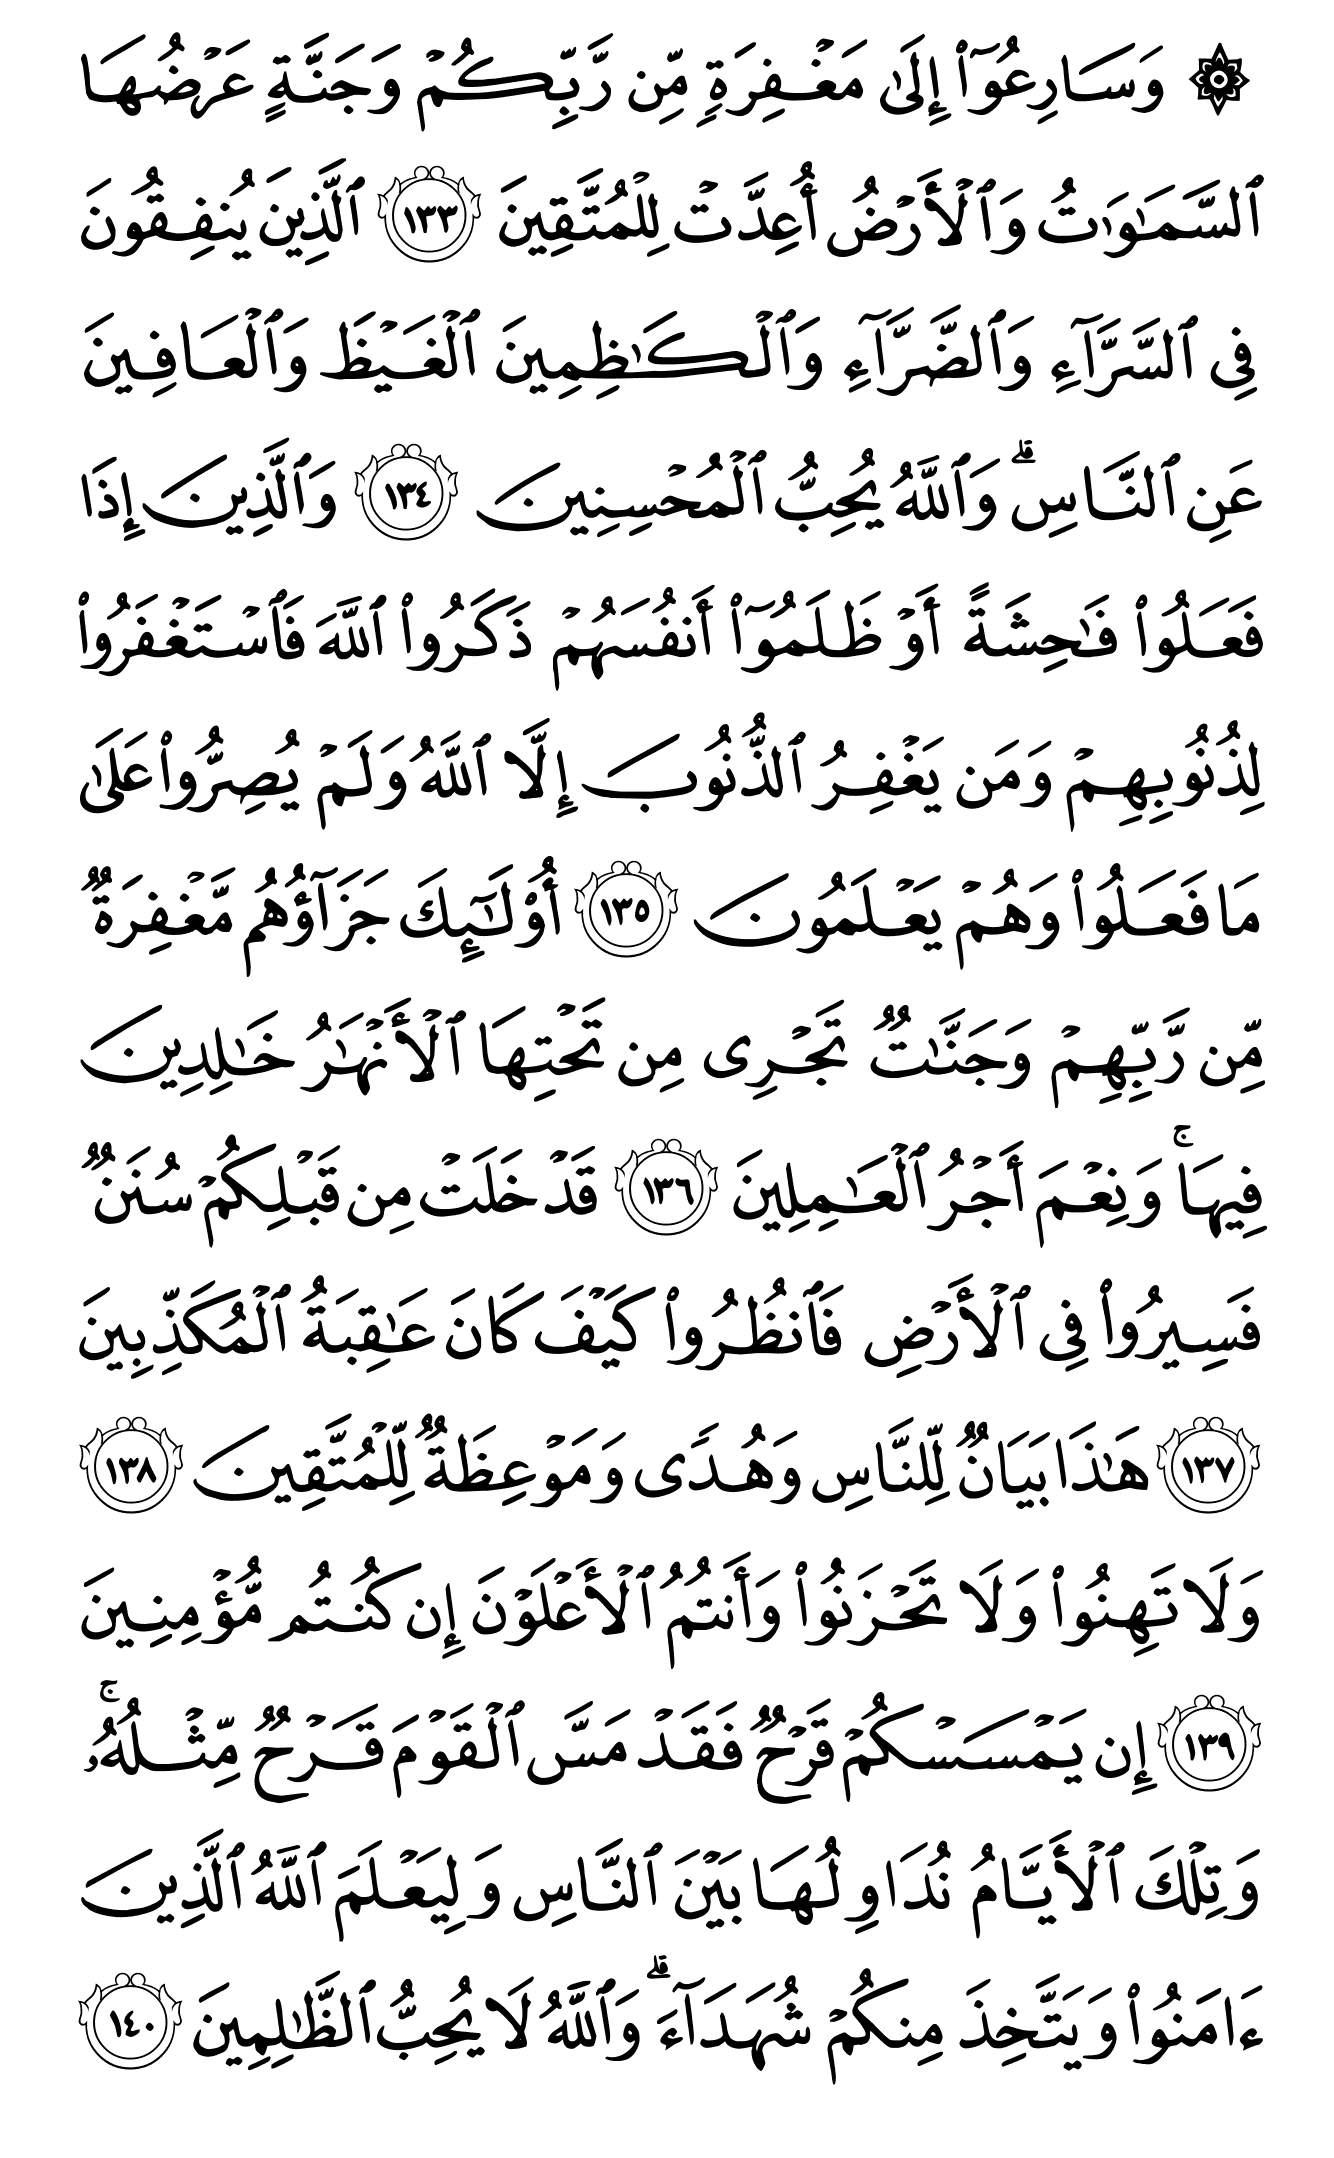 ۞ وَسَارِعُوٓا۟ إِلَىٰ مَغْفِرَةٍ مِّن رَّبِّكُمْ وَجَنَّةٍ عَرْضُهَا
ٱلسَّمَـٰوَٰتُ وَٱلْأَرْضُ أُعِدَّتْ لِلْمُتَّقِينَ ١٣٣ ٱلَّذِينَ يُنفِقُونَ
فِى ٱلسَّرَّآءِ وَٱلضَّرَّآءِ وَٱلْكَـٰظِمِينَ ٱلْغَيْظَ وَٱلْعَافِينَ
عَنِ ٱلنَّاسِ ۗ وَٱللَّهُ يُحِبُّ ٱلْمُحْسِنِينَ ١٣٤ وَٱلَّذِينَ إِذَا
فَعَلُوا۟ فَـٰحِشَةً أَوْ ظَلَمُوٓا۟ أَنفُسَهُمْ ذَكَرُوا۟ ٱللَّهَ فَٱسْتَغْفَرُوا۟
لِذُنُوبِهِمْ وَمَن يَغْفِرُ ٱلذُّنُوبَ إِلَّا ٱللَّهُ وَلَمْ يُصِرُّوا۟ عَلَىٰ
مَا فَعَلُوا۟ وَهُمْ يَعْلَمُونَ ١٣٥ أُو۟لَـٰٓئِكَ جَزَآؤُهُم مَّغْفِرَةٌ
مِّن رَّبِّهِمْ وَجَنَّـٰتٌ تَجْرِى مِن تَحْتِهَا ٱلْأَنْهَـٰرُ خَـٰلِدِينَ
فِيهَا ۚ وَنِعْمَ أَجْرُ ٱلْعَـٰمِلِينَ ١٣٦ قَدْ خَلَتْ مِن قَبْلِكُمْ سُنَنٌ
فَسِيرُوا۟ فِى ٱلْأَرْضِ فَٱنظُرُوا۟ كَيْفَ كَانَ عَـٰقِبَةُ ٱلْمُكَذِّبِينَ
١٣٧ هَـٰذَا بَيَانٌ لِّلنَّاسِ وَهُدًى وَمَوْعِظَةٌ لِّلْمُتَّقِينَ ١٣٨
وَلَا تَهِنُوا۟ وَلَا تَحْزَنُوا۟ وَأَنتُمُ ٱلْأَعْلَوْنَ إِن كُنتُم مُّؤْمِنِينَ
١٣٩ إِن يَمْسَسْكُمْ قَرْحٌ فَقَدْ مَسَّ ٱلْقَوْمَ قَرْحٌ مِّثْلُهُۥ ۚ
وَتِلْكَ ٱلْأَيَّامُ نُدَاوِلُهَا بَيْنَ ٱلنَّاسِ وَلِيَعْلَمَ ٱللَّهُ ٱلَّذِينَ
ءَامَنُوا۟ وَيَتَّخِذَ مِنكُمْ شُهَدَآءَ ۗ وَٱللَّهُ لَا يُحِبُّ ٱلظَّـٰلِمِينَ ١٤٠